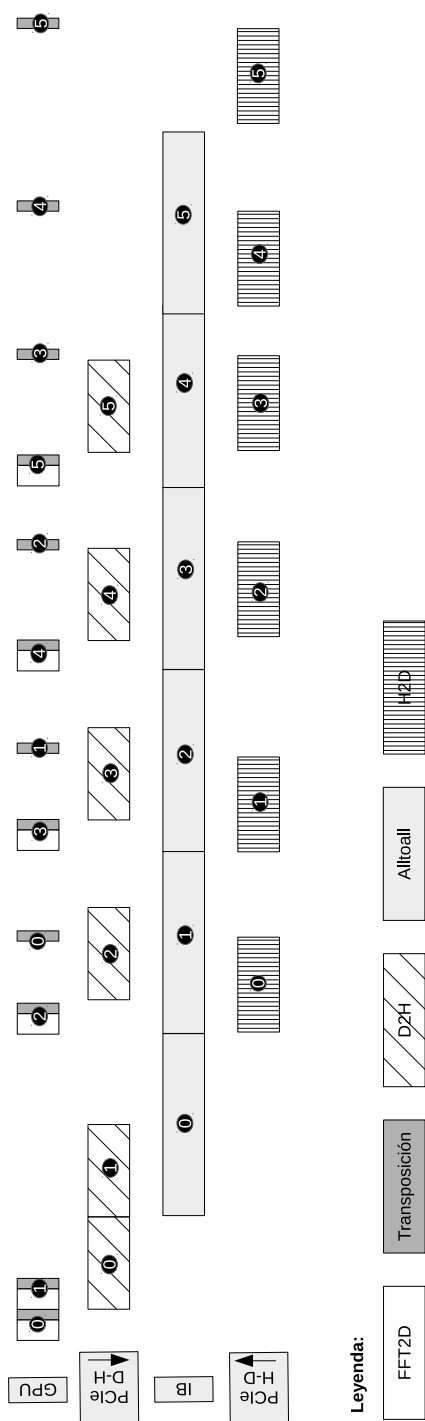 GPU
0 1 2 0 3 1 4 2 5 3 4 5
PCIe
D-H
0 1 2 3 4 5
IB
0 1 2 3 4 5
PCIe
H-D
0 1 2 3 4 5
Leyenda:
FFT2D
Transposición
D2H
Alltoall
H2D